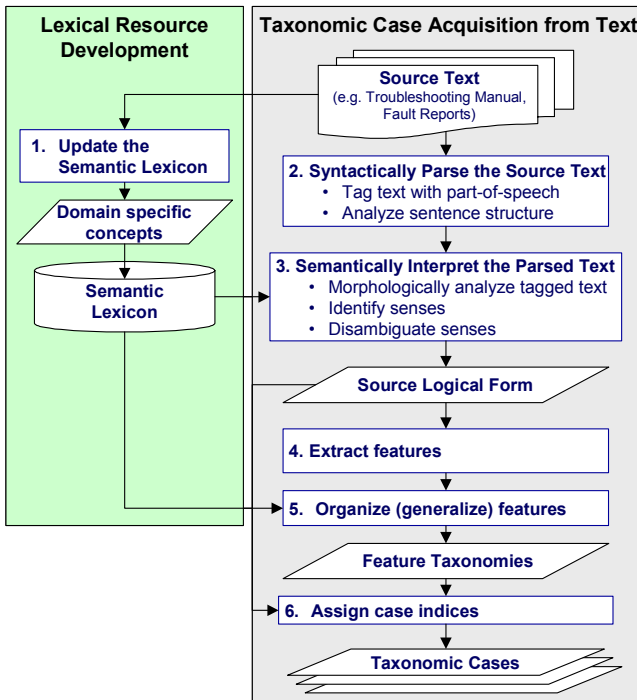 Lexical Resource
Development
Taxonomic Case Acquisition from Text
Source Text
(e.g. Troubleshooting Manual,
Fault Reports)
1. Update the
Semantic Lexicon
Domain specific
concepts
Semantic
Lexicon
2. Syntactically Parse the Source Text
• Tag text with part-of-speech
• Analyze sentence structure
3. Semantically Interpret the Parsed Text
• Morphologically analyze tagged text
• Identify senses
• Disambiguate senses
Source Logical Form
4. Extract features
5. Organize (generalize) features
Feature Taxonomies
6. Assign case indices
Taxonomic Cases